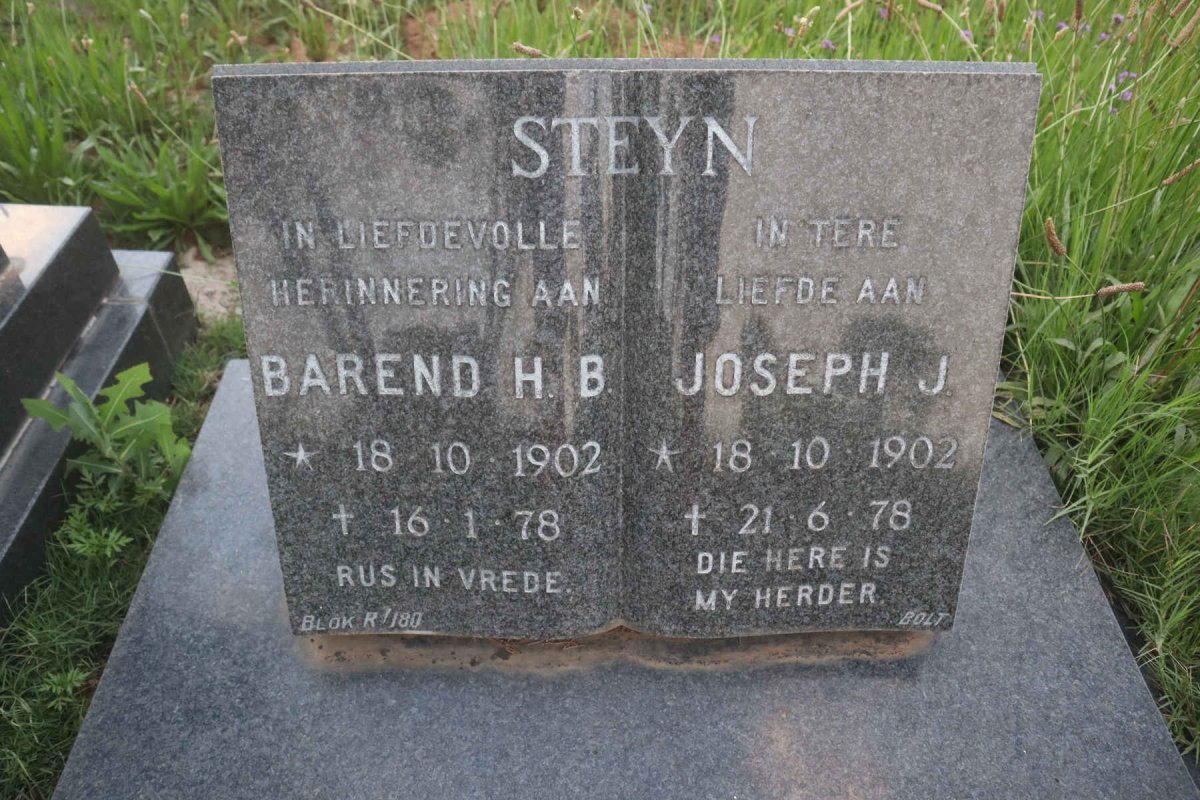 STEYN
IN LIEFDEVOLLE
HERINNERING AAN
BAREND H. B.
★ 18 · 10 · 1902
✝ 16 · 1 · 78
RUS IN VREDE.
BLOK R1/180
IN TERE
LIEFDE AAN
JOSEPH J.
★ 18 · 10 · 1902
✝ 21 · 6 · 78
DIE HERE IS
MY HERDER.
BOLT